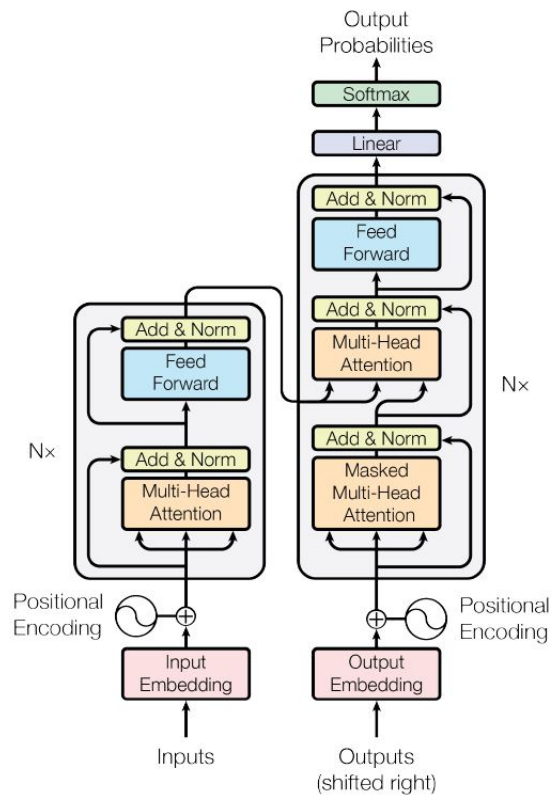 Output
Probabilities
Softmax
Linear
Add & Norm
Feed
Forward
Add & Norm
Multi-Head
Attention
Add & Norm
Masked
Multi-Head
Attention
N×
Add & Norm
Feed
Forward
Add & Norm
Multi-Head
Attention
N×
Positional
Encoding
Positional
Encoding
Input
Embedding
Output
Embedding
Inputs
Outputs
(shifted right)